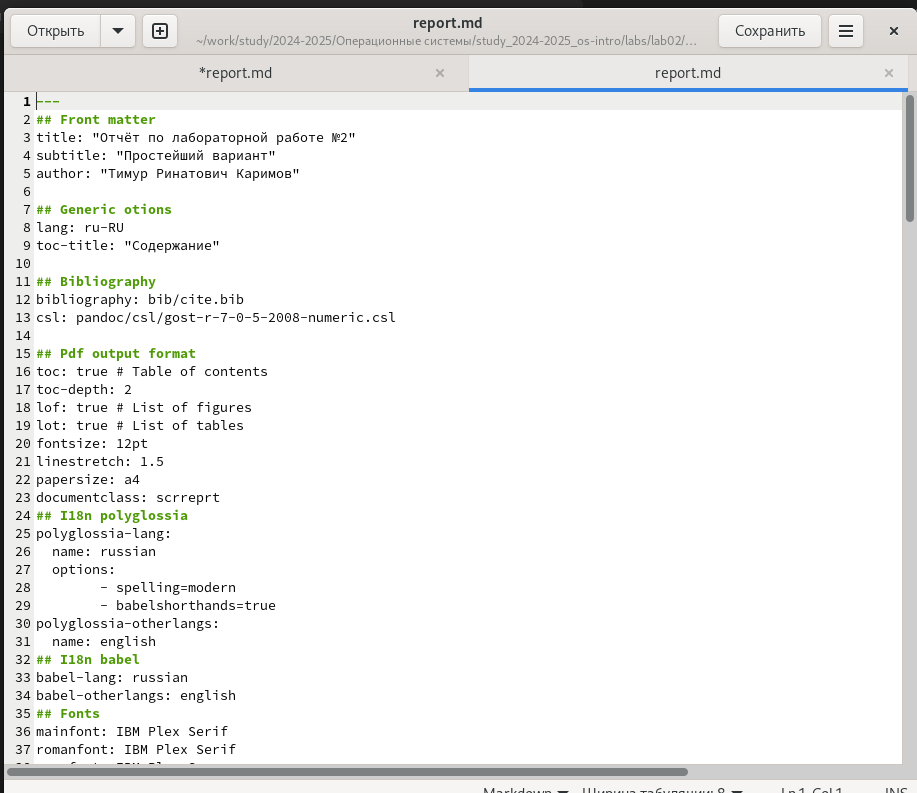 Открыть
report.md
~/work/study/2024-2025/Операционные системы/study_2024-2025_os-intro/labs/lab02/…
Сохранить
*report.md
report.md
1 ---
2 ## Front matter
3 title: "Отчёт по лабораторной работе №2"
4 subtitle: "Простейший вариант"
5 author: "Тимур Ринатович Каримов"
6
7 ## Generic otions
8 lang: ru-RU
9 toc-title: "Содержание"
10
11 ## Bibliography
12 bibliography: bib/cite.bib
13 csl: pandoc/csl/gost-r-7-0-5-2008-numeric.csl
14
15 ## Pdf output format
16 toc: true # Table of contents
17 toc-depth: 2
18 lof: true # List of figures
19 lot: true # List of tables
20 fontsize: 12pt
21 linestretch: 1.5
22 papersize: a4
23 documentclass: scrreprt
24 ## I18n polyglossia
25 polyglossia-lang:
26   name: russian
27   options:
28         - spelling=modern
29         - babelshorthands=true
30 polyglossia-otherlangs:
31   name: english
32 ## I18n babel
33 babel-lang: russian
34 babel-otherlangs: english
35 ## Fonts
36 mainfont: IBM Plex Serif
37 romanfont: IBM Plex Serif
Markdown Ширина табуляции: 8 Ln 1, Col 1 INS